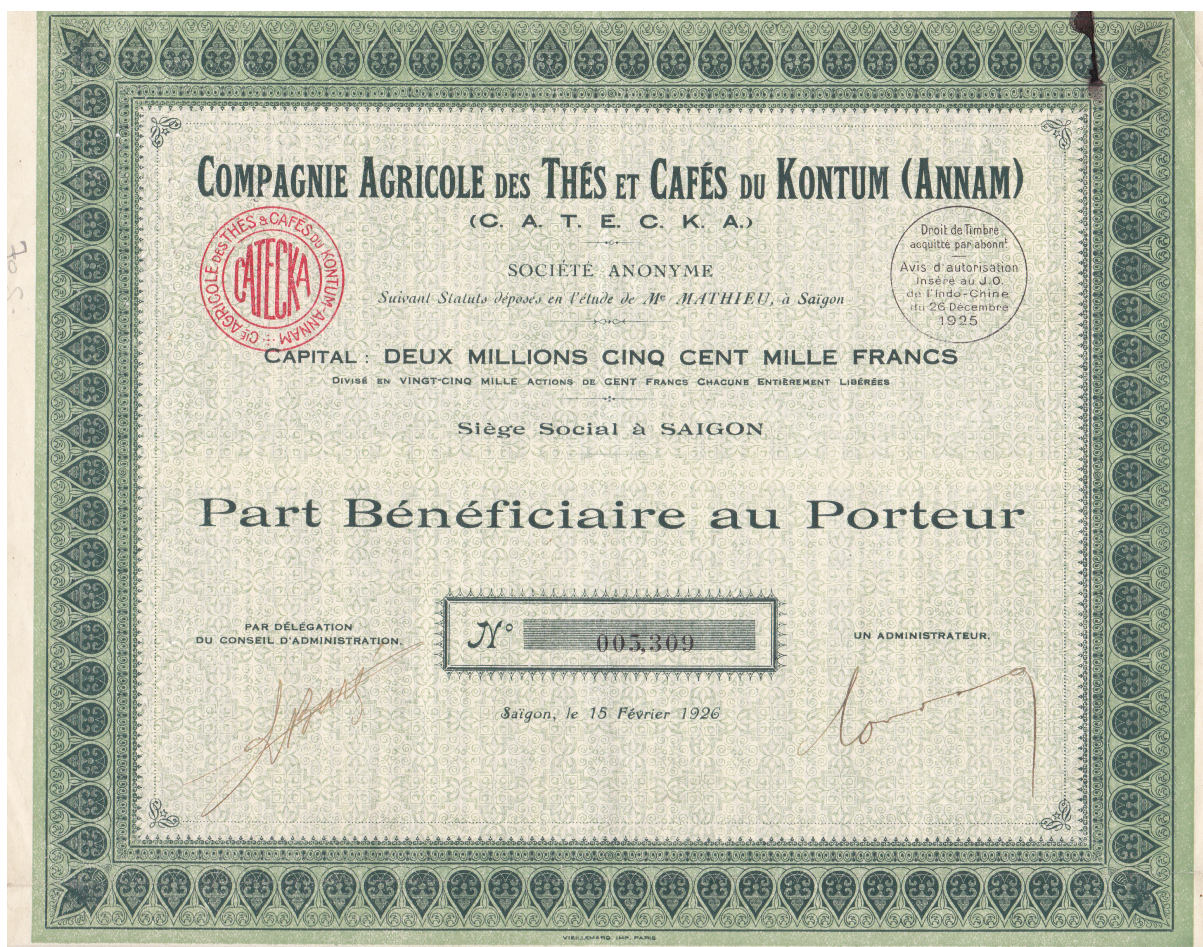 COMPAGNIE AGRICOLE DES THÉS ET CAFÉS DU KONTUM (ANNAM)
(C. A. T. E. C. K. A.)
CIE AGRICOLE DES THÉS & CAFÉS DU KONTUM-ANNAM
CATECKA
SOCIÉTÉ ANONYME
Suivant Statuts déposés en l'étude de Me MATHIEU, à Saïgon
Droit de Timbre
acquitté par abonnt
Avis d'autorisation
inséré au J.O.
de l'Indo-Chine
du 26 Décembre
1925
CAPITAL : DEUX MILLIONS CINQ CENT MILLE FRANCS
DIVISÉ EN VINGT-CINQ MILLE ACTIONS DE CENT FRANCS CHACUNE ENTIÈREMENT LIBÉRÉES
Siège Social à SAIGON
Part Bénéficiaire au Porteur
PAR DÉLÉGATION
DU CONSEIL D'ADMINISTRATION.
N° 005,309
UN ADMINISTRATEUR.
Saïgon, le 15 Février 1926
VIEILLEMARD, IMP. PARIS